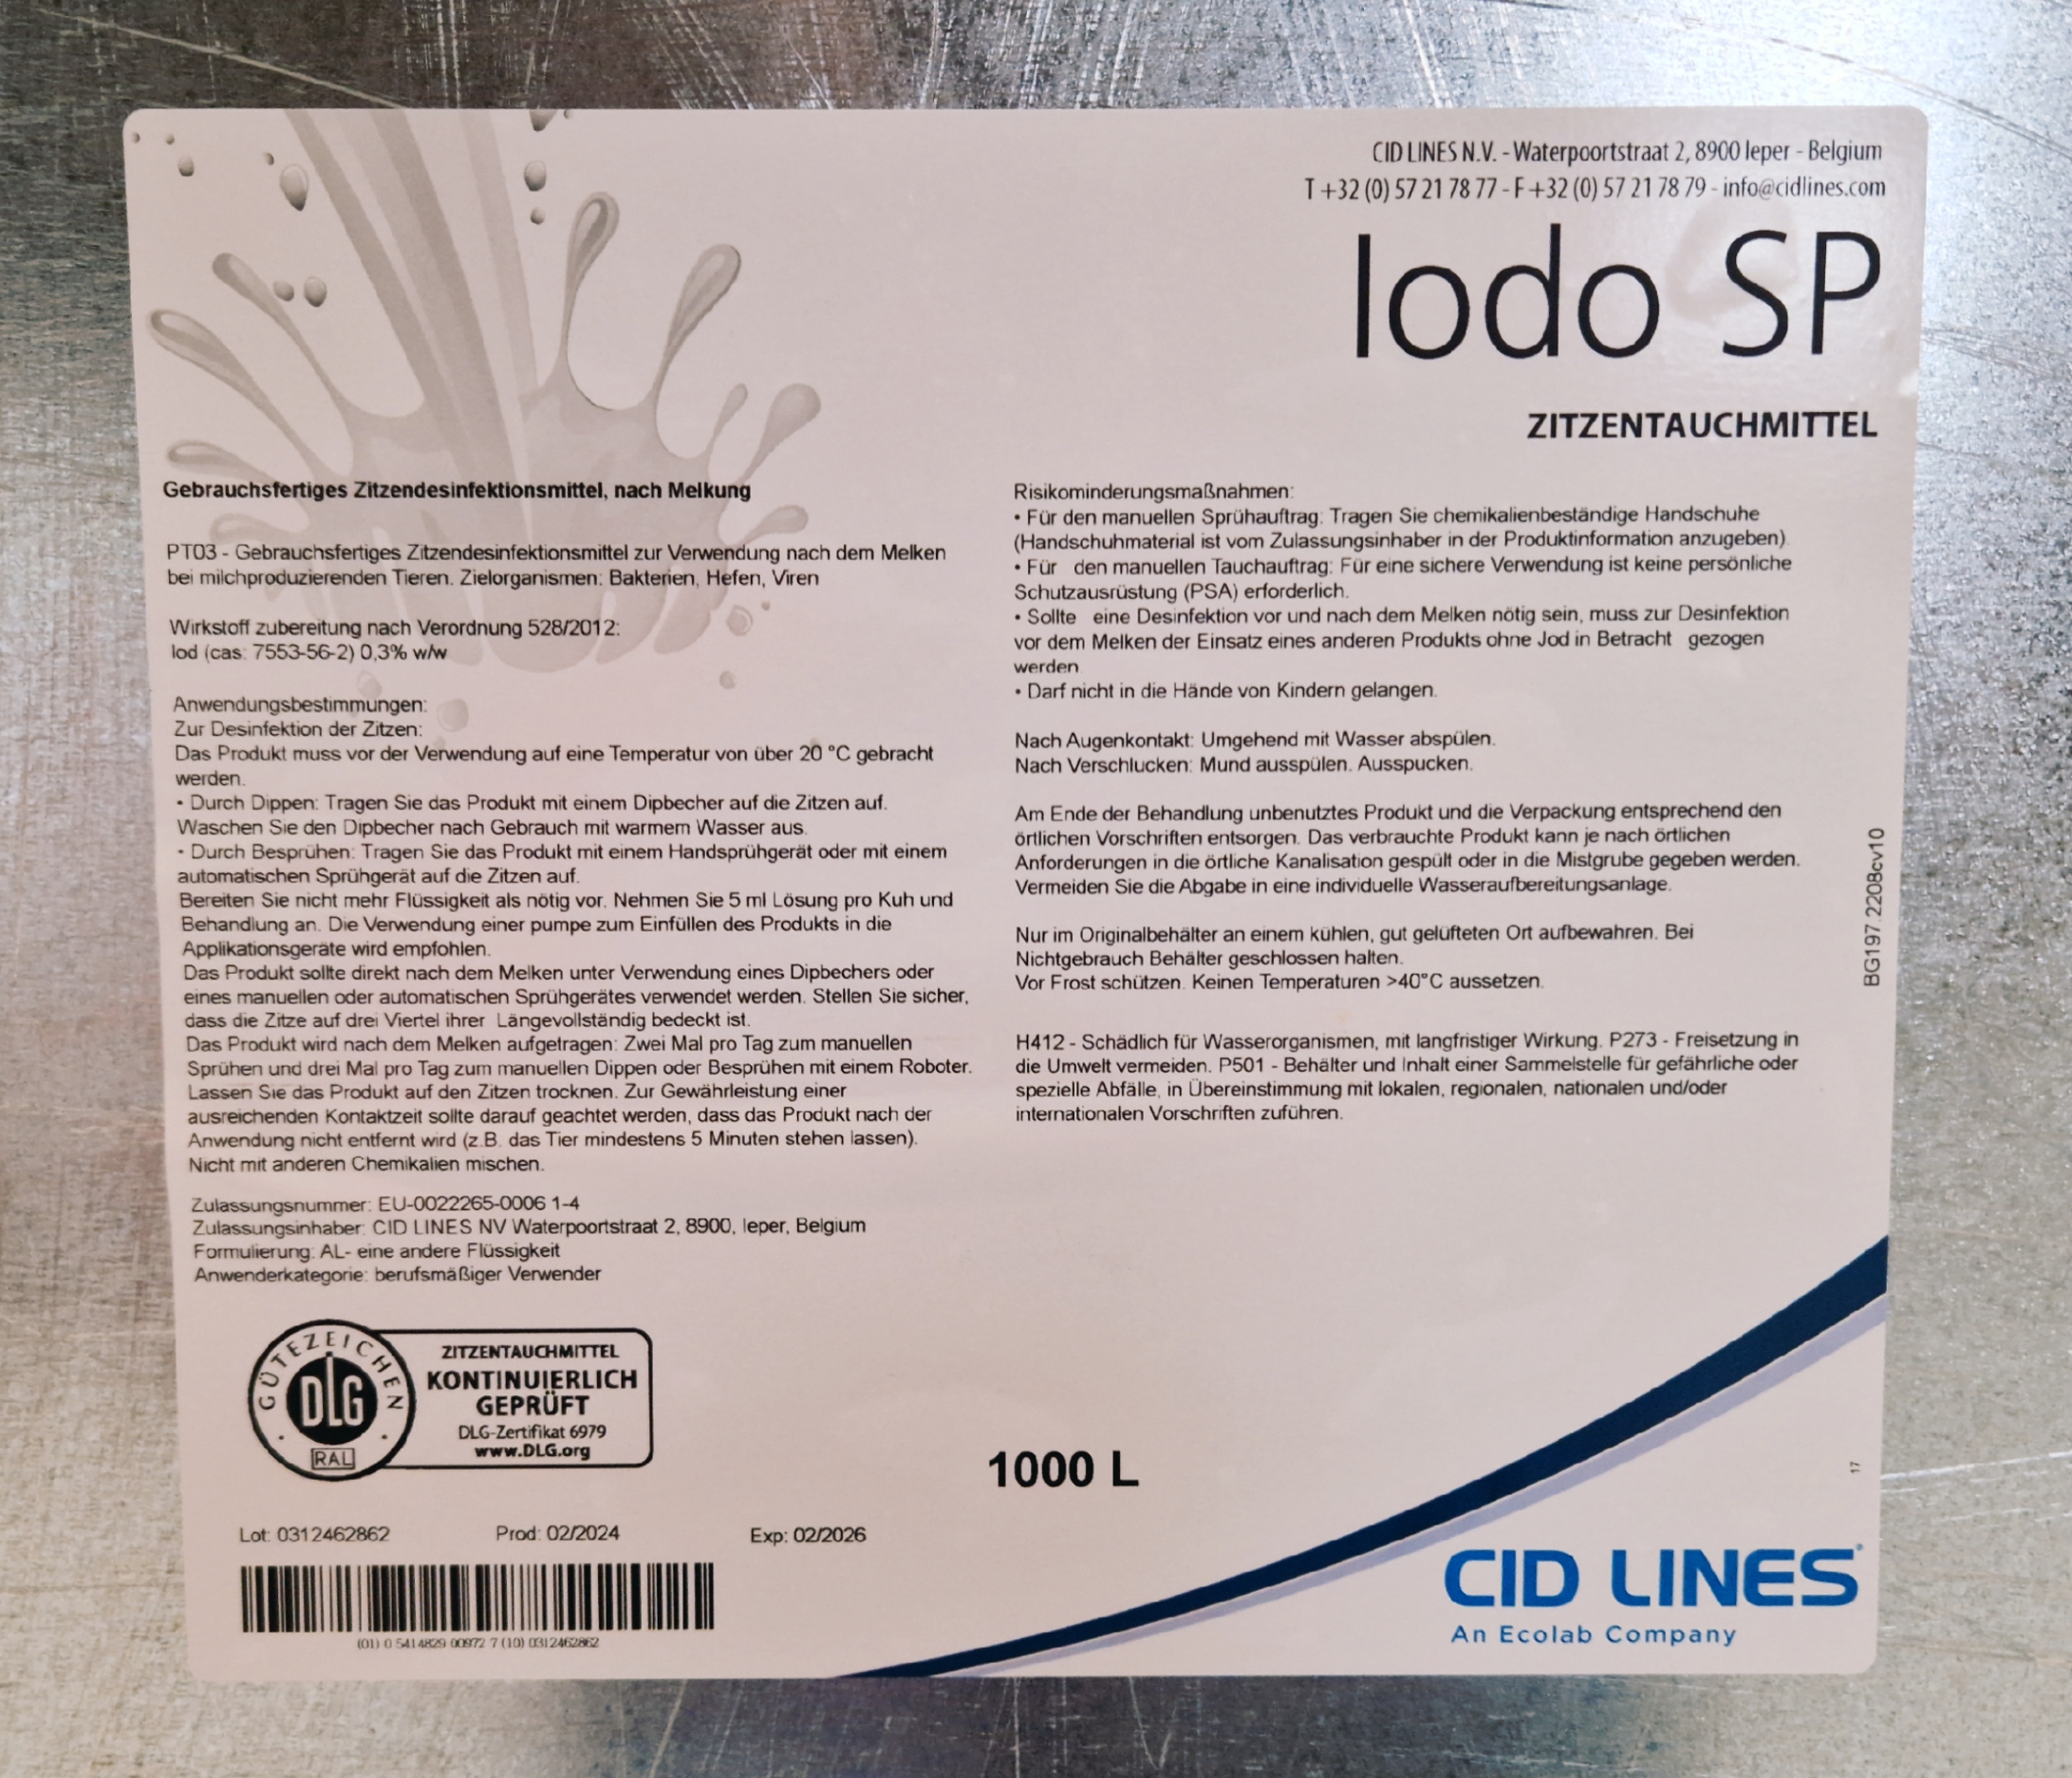 CID LINES N.V. - Waterpoortstraat 2, 8900 Ieper - Belgium
T +32 (0) 57 21 78 77 - F +32 (0) 57 21 78 79 - info@cidlines.com
Iodo SP
ZITZENTAUCHMITTEL
Gebrauchsfertiges Zitzendesinfektionsmittel, nach Melkung
PT03 - Gebrauchsfertiges Zitzendesinfektionsmittel zur Verwendung nach dem Melken
bei milchproduzierenden Tieren. Zielorganismen: Bakterien, Hefen, Viren
Wirkstoff zubereitung nach Verordnung 528/2012:
Iod (cas: 7553-56-2) 0,3% w/w
Anwendungsbestimmungen:
Zur Desinfektion der Zitzen:
Das Produkt muss vor der Verwendung auf eine Temperatur von über 20 °C gebracht
werden.
• Durch Dippen: Tragen Sie das Produkt mit einem Dipbecher auf die Zitzen auf.
Waschen Sie den Dipbecher nach Gebrauch mit warmem Wasser aus.
• Durch Besprühen: Tragen Sie das Produkt mit einem Handsprühgerät oder mit einem
automatischen Sprühgerät auf die Zitzen auf.
Bereiten Sie nicht mehr Flüssigkeit als nötig vor. Nehmen Sie 5 ml Lösung pro Kuh und
Behandlung an. Die Verwendung einer pumpe zum Einfüllen des Produkts in die
Applikationsgeräte wird empfohlen.
Das Produkt sollte direkt nach dem Melken unter Verwendung eines Dipbechers oder
eines manuellen oder automatischen Sprühgerätes verwendet werden. Stellen Sie sicher,
dass die Zitze auf drei Viertel ihrer Längevollständig bedeckt ist.
Das Produkt wird nach dem Melken aufgetragen: Zwei Mal pro Tag zum manuellen
Sprühen und drei Mal pro Tag zum manuellen Dippen oder Besprühen mit einem Roboter.
Lassen Sie das Produkt auf den Zitzen trocknen. Zur Gewährleistung einer
ausreichenden Kontaktzeit sollte darauf geachtet werden, dass das Produkt nach der
Anwendung nicht entfernt wird (z.B. das Tier mindestens 5 Minuten stehen lassen).
Nicht mit anderen Chemikalien mischen.
Zulassungsnummer: EU-0022265-0006 1-4
Zulassungsinhaber: CID LINES NV Waterpoortstraat 2, 8900, Ieper, Belgium
Formulierung: AL- eine andere Flüssigkeit
Anwenderkategorie: berufsmäßiger Verwender
Risikominderungsmaßnahmen:
• Für den manuellen Sprühauftrag: Tragen Sie chemikalienbeständige Handschuhe
(Handschuhmaterial ist vom Zulassungsinhaber in der Produktinformation anzugeben).
• Für den manuellen Tauchauftrag: Für eine sichere Verwendung ist keine persönliche
Schutzausrüstung (PSA) erforderlich.
• Sollte eine Desinfektion vor und nach dem Melken nötig sein, muss zur Desinfektion
vor dem Melken der Einsatz eines anderen Produkts ohne Jod in Betracht gezogen
werden.
• Darf nicht in die Hände von Kindern gelangen.
Nach Augenkontakt: Umgehend mit Wasser abspülen.
Nach Verschlucken: Mund ausspülen. Ausspucken.
Am Ende der Behandlung unbenutztes Produkt und die Verpackung entsprechend den
örtlichen Vorschriften entsorgen. Das verbrauchte Produkt kann je nach örtlichen
Anforderungen in die örtliche Kanalisation gespült oder in die Mistgrube gegeben werden.
Vermeiden Sie die Abgabe in eine individuelle Wasseraufbereitungsanlage.
Nur im Originalbehälter an einem kühlen, gut gelüfteten Ort aufbewahren. Bei
Nichtgebrauch Behälter geschlossen halten.
Vor Frost schützen. Keinen Temperaturen >40°C aussetzen.
H412 - Schädlich für Wasserorganismen, mit langfristiger Wirkung. P273 - Freisetzung in
die Umwelt vermeiden. P501 - Behälter und Inhalt einer Sammelstelle für gefährliche oder
spezielle Abfälle, in Übereinstimmung mit lokalen, regionalen, nationalen und/oder
internationalen Vorschriften zuführen.
BG197 2208cv10
GÜTEZEICHEN
DLG
RAL
ZITZENTAUCHMITTEL
KONTINUIERLICH
GEPRÜFT
DLG-Zertifikat 6979
www.DLG.org
1000 L
17
Lot: 0312462862 Prod: 02/2024 Exp: 02/2026
(01) 0 5414829 00972 7 (10) 0312462862
CID LINES
An Ecolab Company